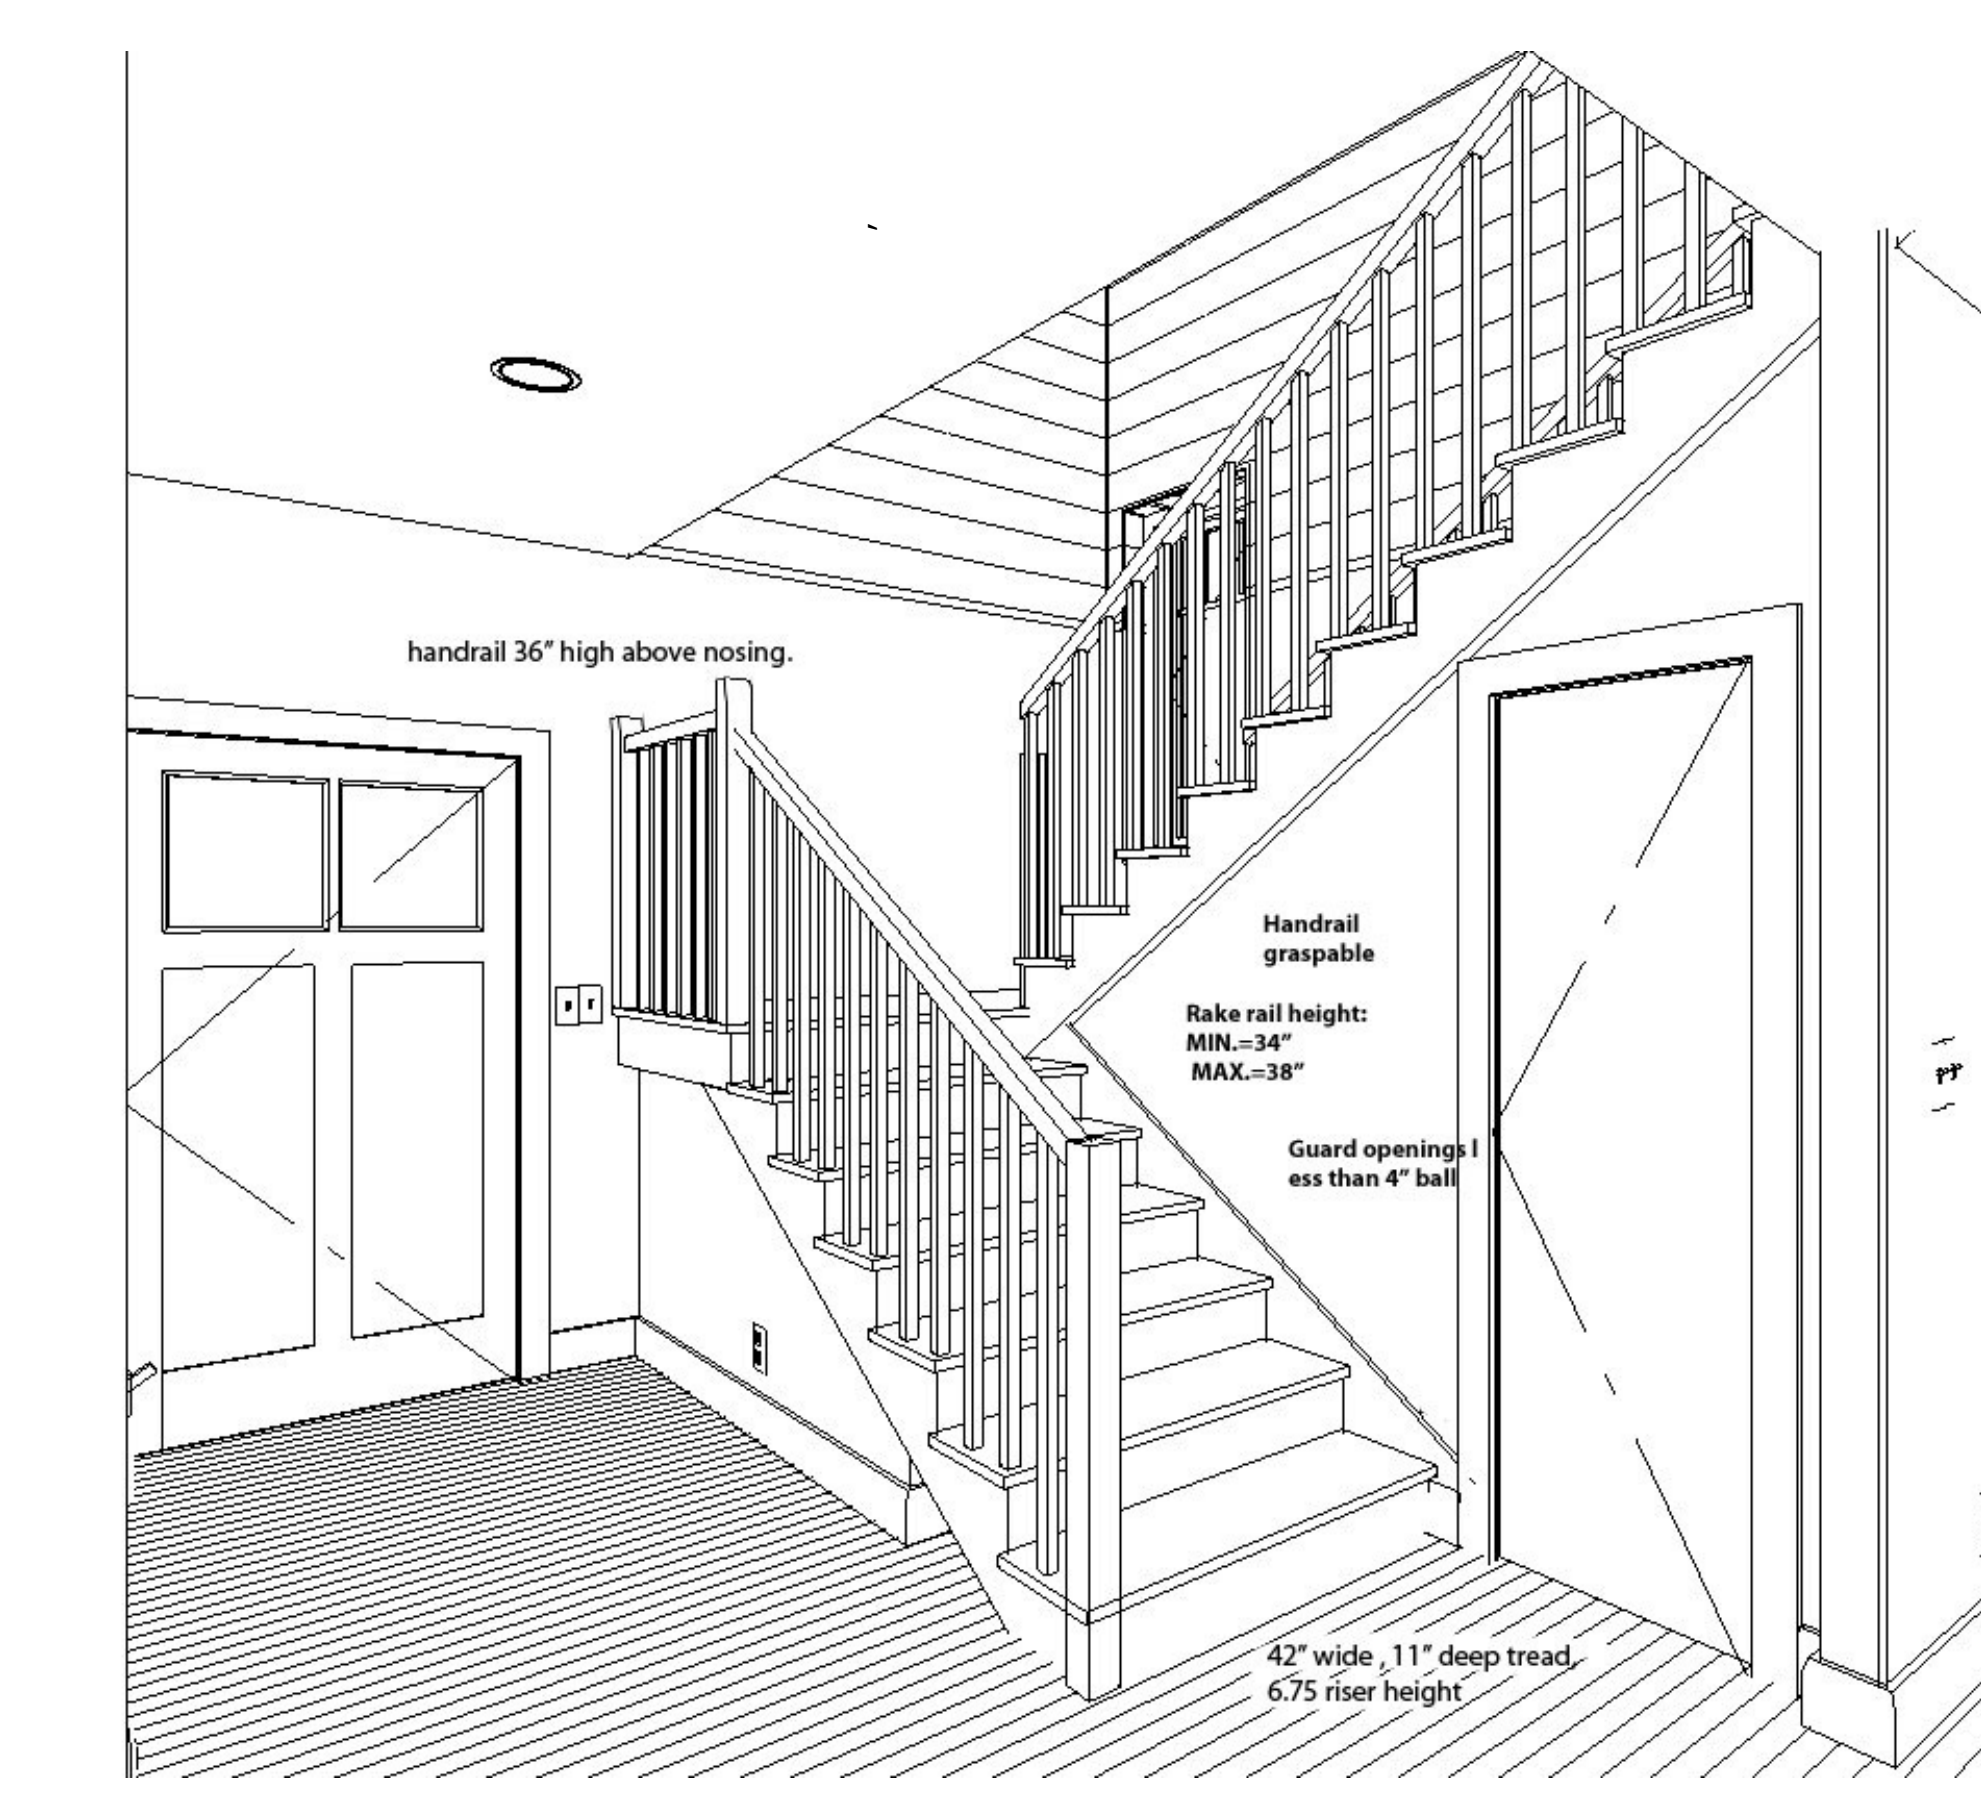 handrail 36” high above nosing.
Handrail
graspable
Rake rail height:
MIN.=34”
MAX.=38”
Guard openings l
ess than 4” ball
42” wide , 11” deep tread,
6.75 riser height